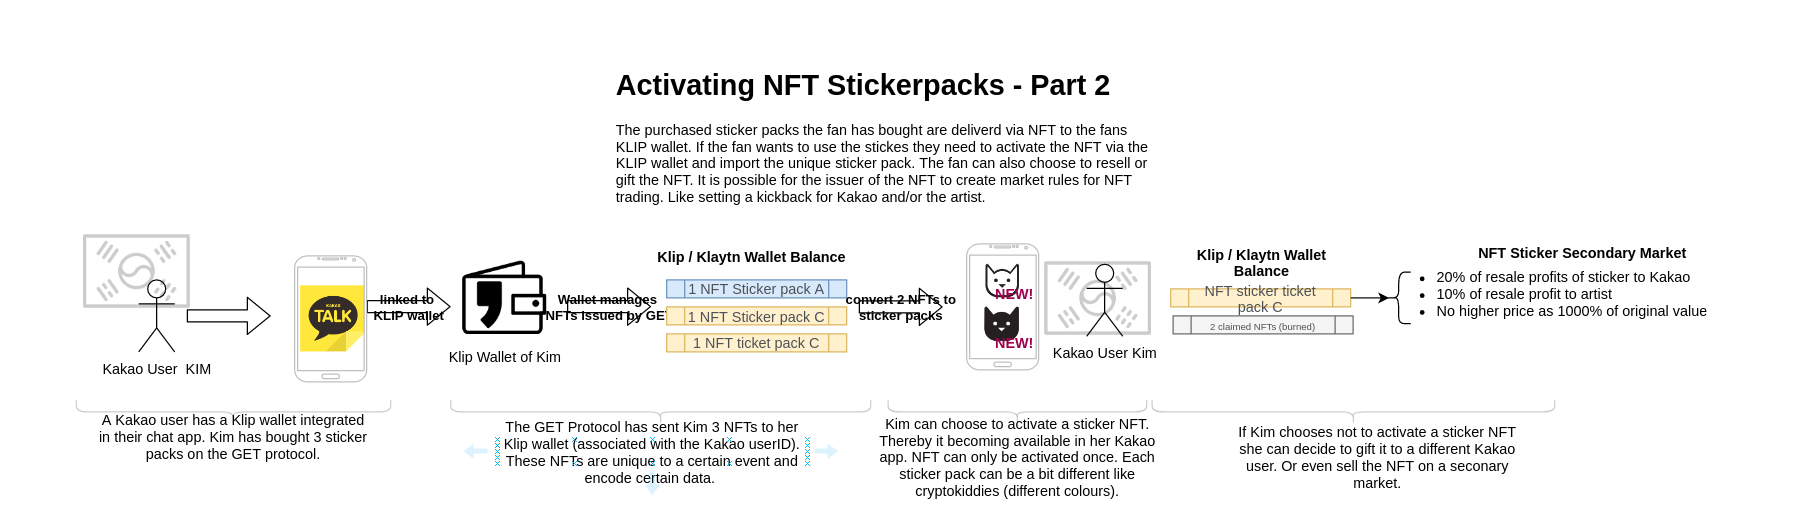 Activating NFT Stickerpacks - Part 2
The purchased sticker packs the fan has bought are deliverd via NFT to the fans
KLIP wallet. If the fan wants to use the stickes they need to activate the NFT via the
KLIP wallet and import the unique sticker pack. The fan can also choose to resell or
gift the NFT. It is possible for the issuer of the NFT to create market rules for NFT
trading. Like setting a kickback for Kakao and/or the artist.
Kakao User  KIM
KAKAO
TALK
linked to
KLIP wallet
Klip Wallet of Kim
Wallet manages
NFTs issued by GET
Klip / Klaytn Wallet Balance
1 NFT Sticker pack A
1 NFT Sticker pack C
1 NFT ticket pack C
convert 2 NFTs to
sticker packs
NEW!
NEW!
Kakao User Kim
Klip / Klaytn Wallet
Balance
NFT sticker ticket
pack C
2 claimed NFTs (burned)
NFT Sticker Secondary Market
• 20% of resale profits of sticker to Kakao
• 10% of resale profit to artist
• No higher price as 1000% of original value
A Kakao user has a Klip wallet integrated
in their chat app. Kim has bought 3 sticker
packs on the GET protocol.
The GET Protocol has sent Kim 3 NFTs to her
Klip wallet (associated with the Kakao userID).
These NFTs are unique to a certain event and
encode certain data.
Kim can choose to activate a sticker NFT.
Thereby it becoming available in her Kakao
app. NFT can only be activated once. Each
sticker pack can be a bit different like
cryptokiddies (different colours).
If Kim chooses not to activate a sticker NFT
she can decide to gift it to a different Kakao
user. Or even sell the NFT on a seconary
market.